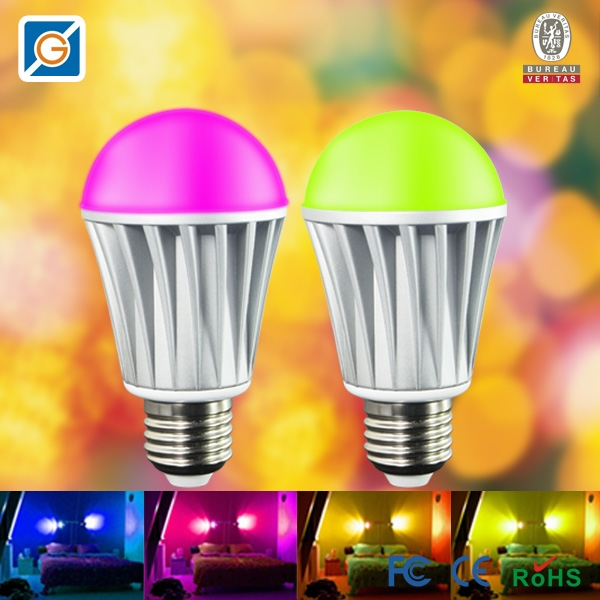 G
BUREAU VERITAS
1828
BUREAU
VERITAS
FC CE RoHS